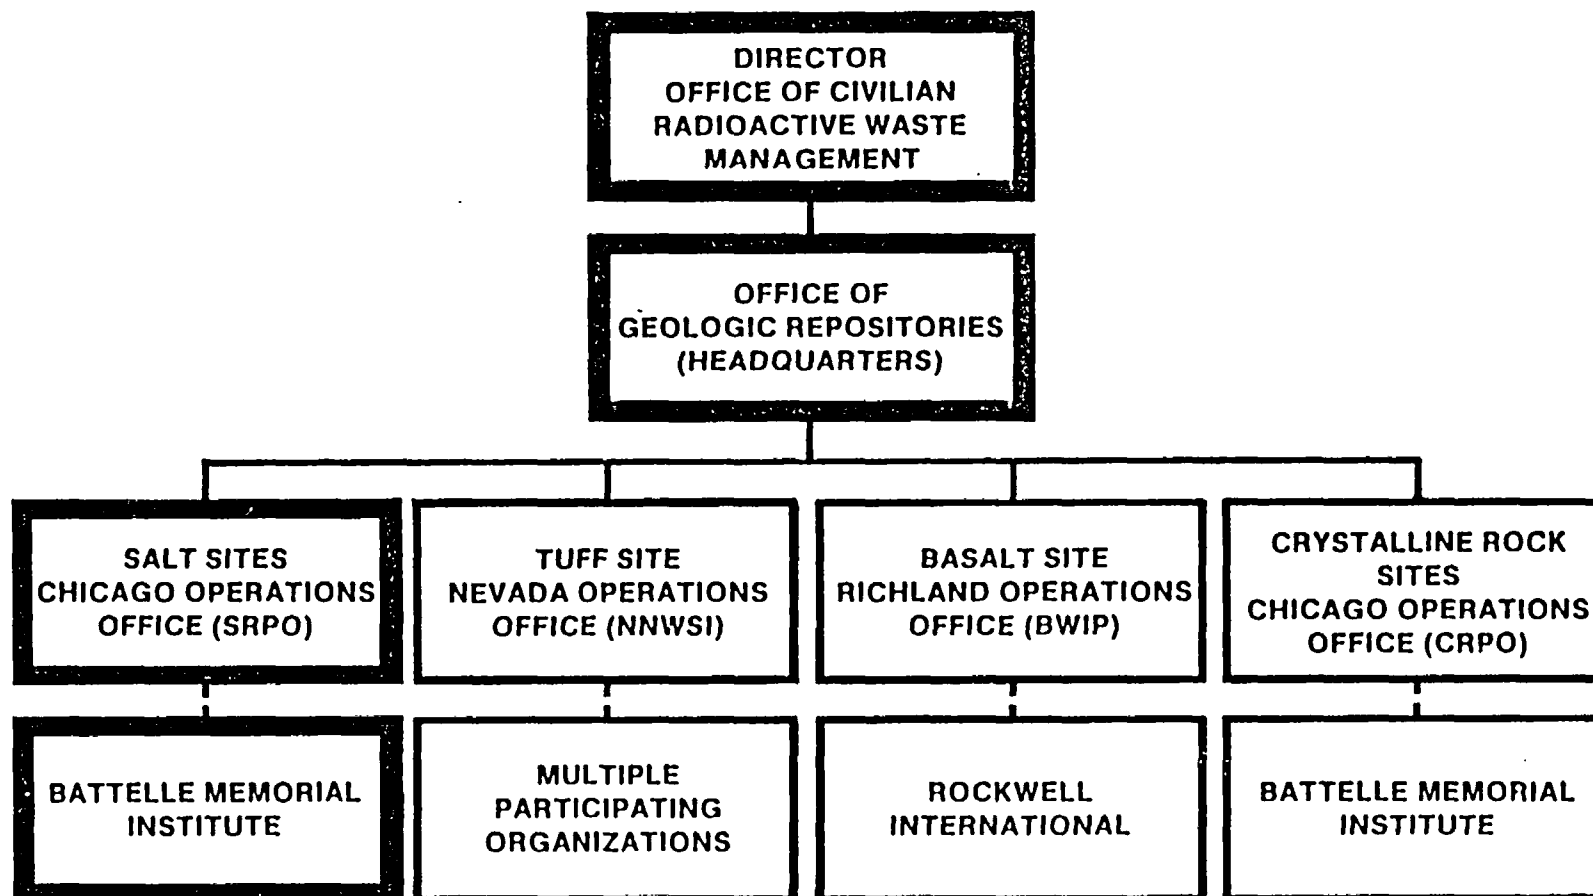 DIRECTOR
OFFICE OF CIVILIAN
RADIOACTIVE WASTE
MANAGEMENT
OFFICE OF
GEOLOGIC REPOSITORIES
(HEADQUARTERS)
SALT SITES
CHICAGO OPERATIONS
OFFICE (SRPO)
TUFF SITE
NEVADA OPERATIONS
OFFICE (NNWSI)
BASALT SITE
RICHLAND OPERATIONS
OFFICE (BWIP)
CRYSTALLINE ROCK
SITES
CHICAGO OPERATIONS
OFFICE (CRPO)
BATTELLE MEMORIAL
INSTITUTE
MULTIPLE
PARTICIPATING
ORGANIZATIONS
ROCKWELL
INTERNATIONAL
BATTELLE MEMORIAL
INSTITUTE